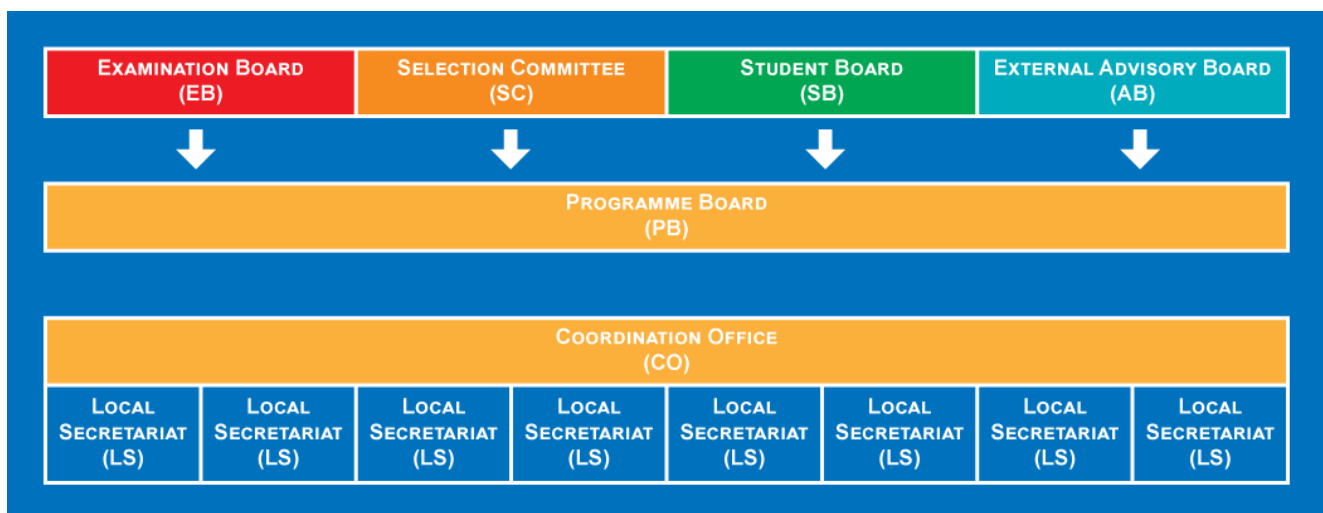 Examination Board
(EB)
Selection Committee
(SC)
Student Board
(SB)
External Advisory Board
(AB)
Programme Board
(PB)
Coordination Office
(CO)
Local
Secretariat
(LS)
Local
Secretariat
(LS)
Local
Secretariat
(LS)
Local
Secretariat
(LS)
Local
Secretariat
(LS)
Local
Secretariat
(LS)
Local
Secretariat
(LS)
Local
Secretariat
(LS)